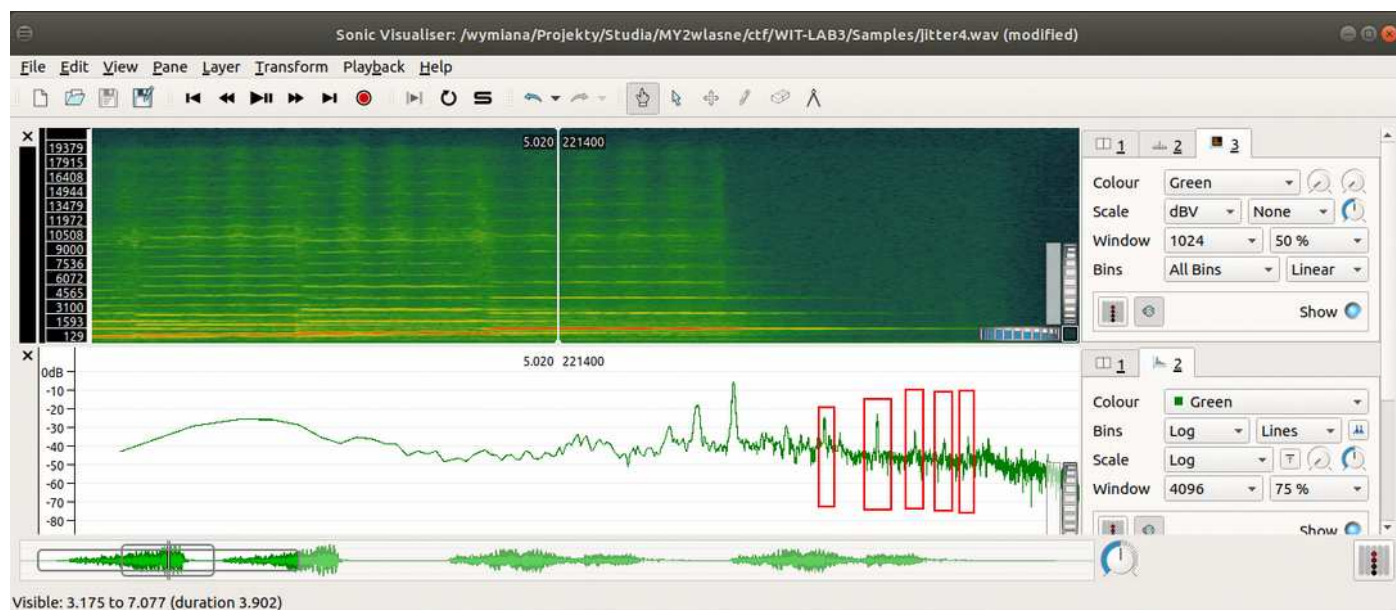 Sonic Visualiser: /wymiana/Projekty/Studia/MY2wlasne/ctf/WIT-LAB3/Samples/jitter4.wav (modified)
File Edit View Pane Layer Transform Playback Help
5.020 221400
19379
17915
16408
14944
13479
11972
10508
9000
7536
6072
4565
3100
1593
129
1 2 3
Colour Green
Scale dBV None
Window 1024 50 %
Bins All Bins Linear
Show
5.020 221400
0dB
-10
-20
-30
-40
-50
-60
-70
-80
1 2
Colour Green
Bins Log Lines
Scale Log
Window 4096 75 %
Show
Visible: 3.175 to 7.077 (duration 3.902)